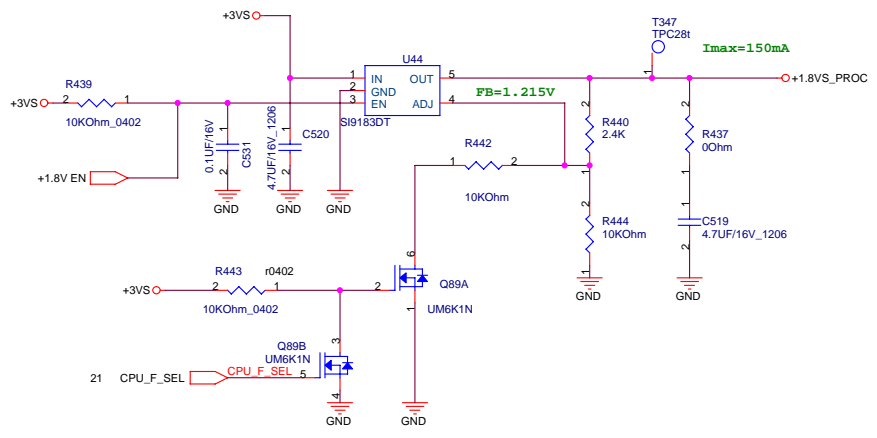 +3VS
T347
TPC28t
Imax=150mA
U44
R439
+3VS
2
1
10KOhm_0402
1
2
3
IN
GND
EN
OUT
ADJ
5
4
SI9183DT
FB=1.215V
1
+1.8VS_PROC
+1.8V EN
1
2
0.1UF/16V
C531
GND
1
2
4.7UF/16V_1206
C520
GND
GND
R442
1
2
10KOhm
2
1
R440
2.4K
2
1
R444
10KOhm
GND
2
1
R437
0Ohm
1
2
C519
4.7UF/16V_1206
GND
+3VS
R443
r0402
2
1
10KOhm_0402
2
6
1
Q89A
UM6K1N
Q89B
UM6K1N
3
5
4
21
CPU_F_SEL
CPU_F_SEL
GND
GND